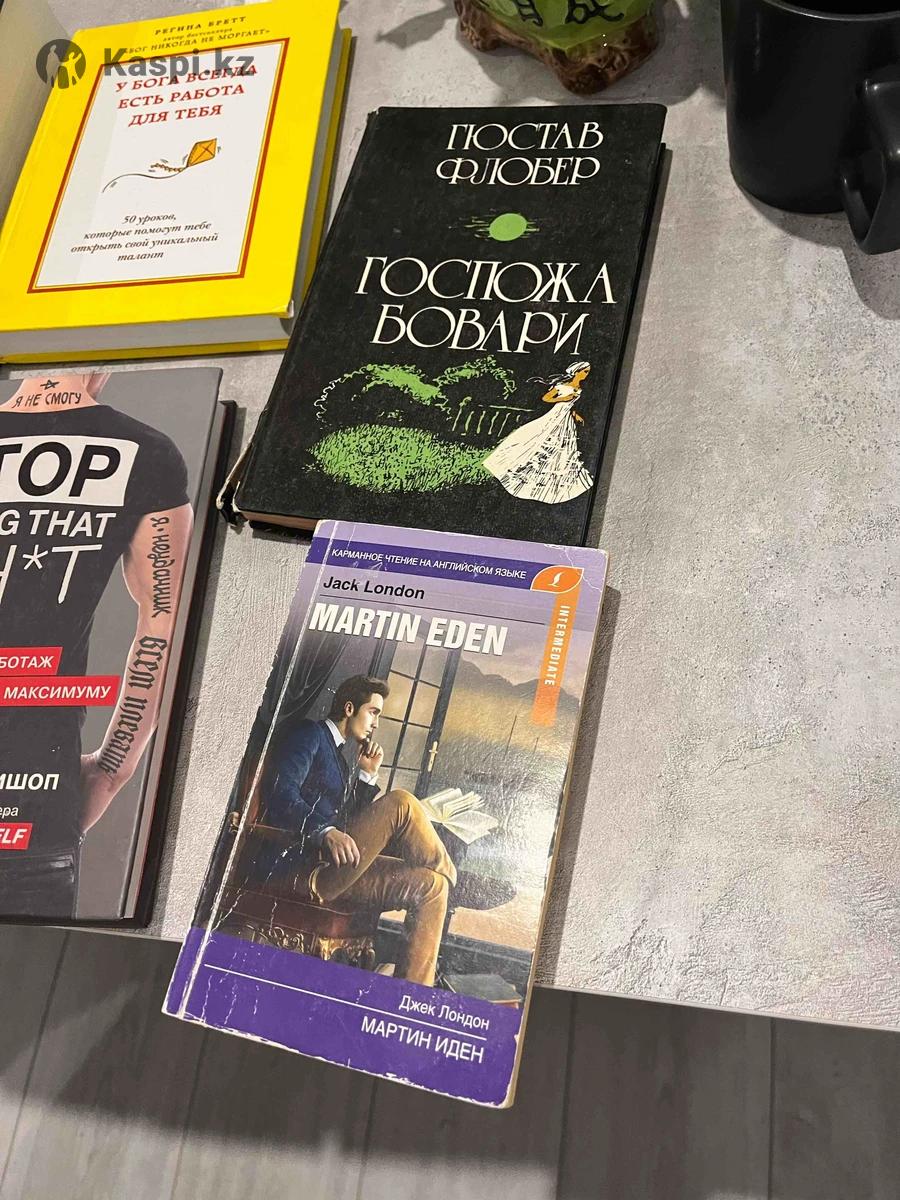 Kaspi.kz
РЕГИНА БРЕТТ
автор бестселлера
«БОГ НИКОГДА НЕ МОРГАЕТ»
У БОГА ВСЕГДА
ЕСТЬ РАБОТА
ДЛЯ ТЕБЯ
50 уроков,
которые помогут тебе
открыть свой уникальный
талант
ГЮСТАВ
ФЛОБЕР
ГОСПОЖА
БОВАРИ
Я НЕ СМОГУ
TOP
G THAT
H*T
Я·неудачник
Всем плевать
БОТАЖ
МАКСИМУМУ
ИШОП
ера
ELF
КАРМАННОЕ ЧТЕНИЕ НА АНГЛИЙСКОМ ЯЗЫКЕ
Jack London
MARTIN EDEN
INTERMEDIATE
Джек Лондон
МАРТИН ИДЕН